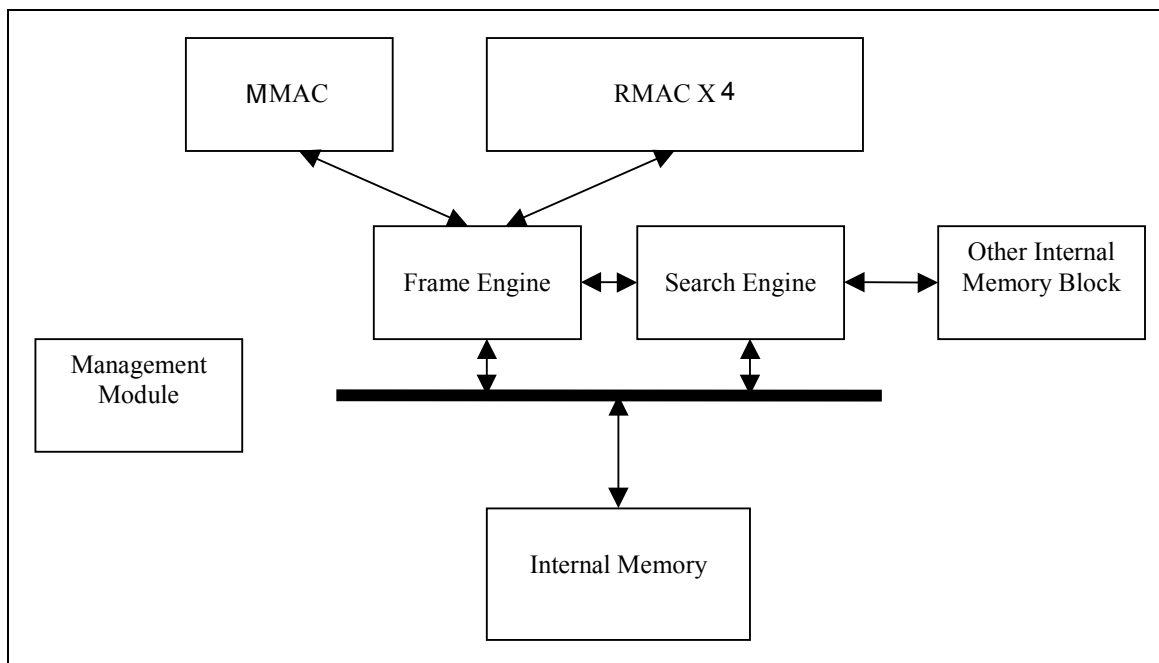 MMAC
RMAC X 4
Frame Engine
Search Engine
Other Internal
Memory Block
Management
Module
Internal Memory